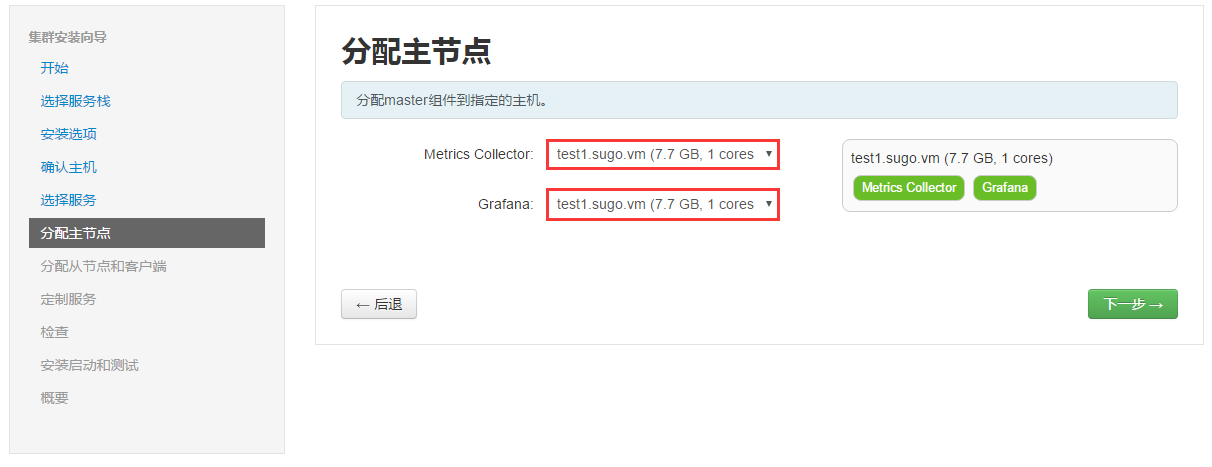 集群安装向导
开始
选择服务栈
安装选项
确认主机
选择服务
分配主节点
分配从节点和客户端
定制服务
检查
安装启动和测试
概要
分配主节点
分配master组件到指定的主机。
Metrics Collector: test1.sugo.vm (7.7 GB, 1 cores
Grafana: test1.sugo.vm (7.7 GB, 1 cores
test1.sugo.vm (7.7 GB, 1 cores)
Metrics Collector Grafana
← 后退
下一步 →